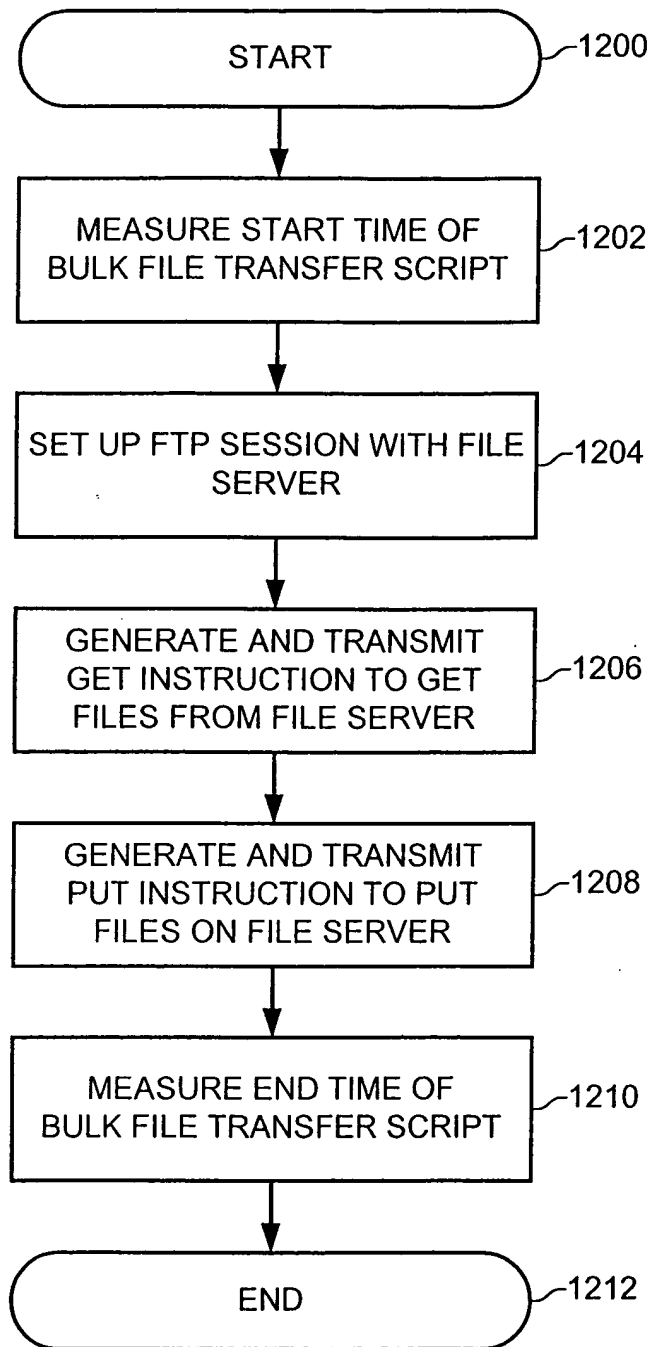 START
1200
MEASURE START TIME OF
BULK FILE TRANSFER SCRIPT
1202
SET UP FTP SESSION WITH FILE
SERVER
1204
GENERATE AND TRANSMIT
GET INSTRUCTION TO GET
FILES FROM FILE SERVER
1206
GENERATE AND TRANSMIT
PUT INSTRUCTION TO PUT
FILES ON FILE SERVER
1208
MEASURE END TIME OF
BULK FILE TRANSFER SCRIPT
1210
END
1212